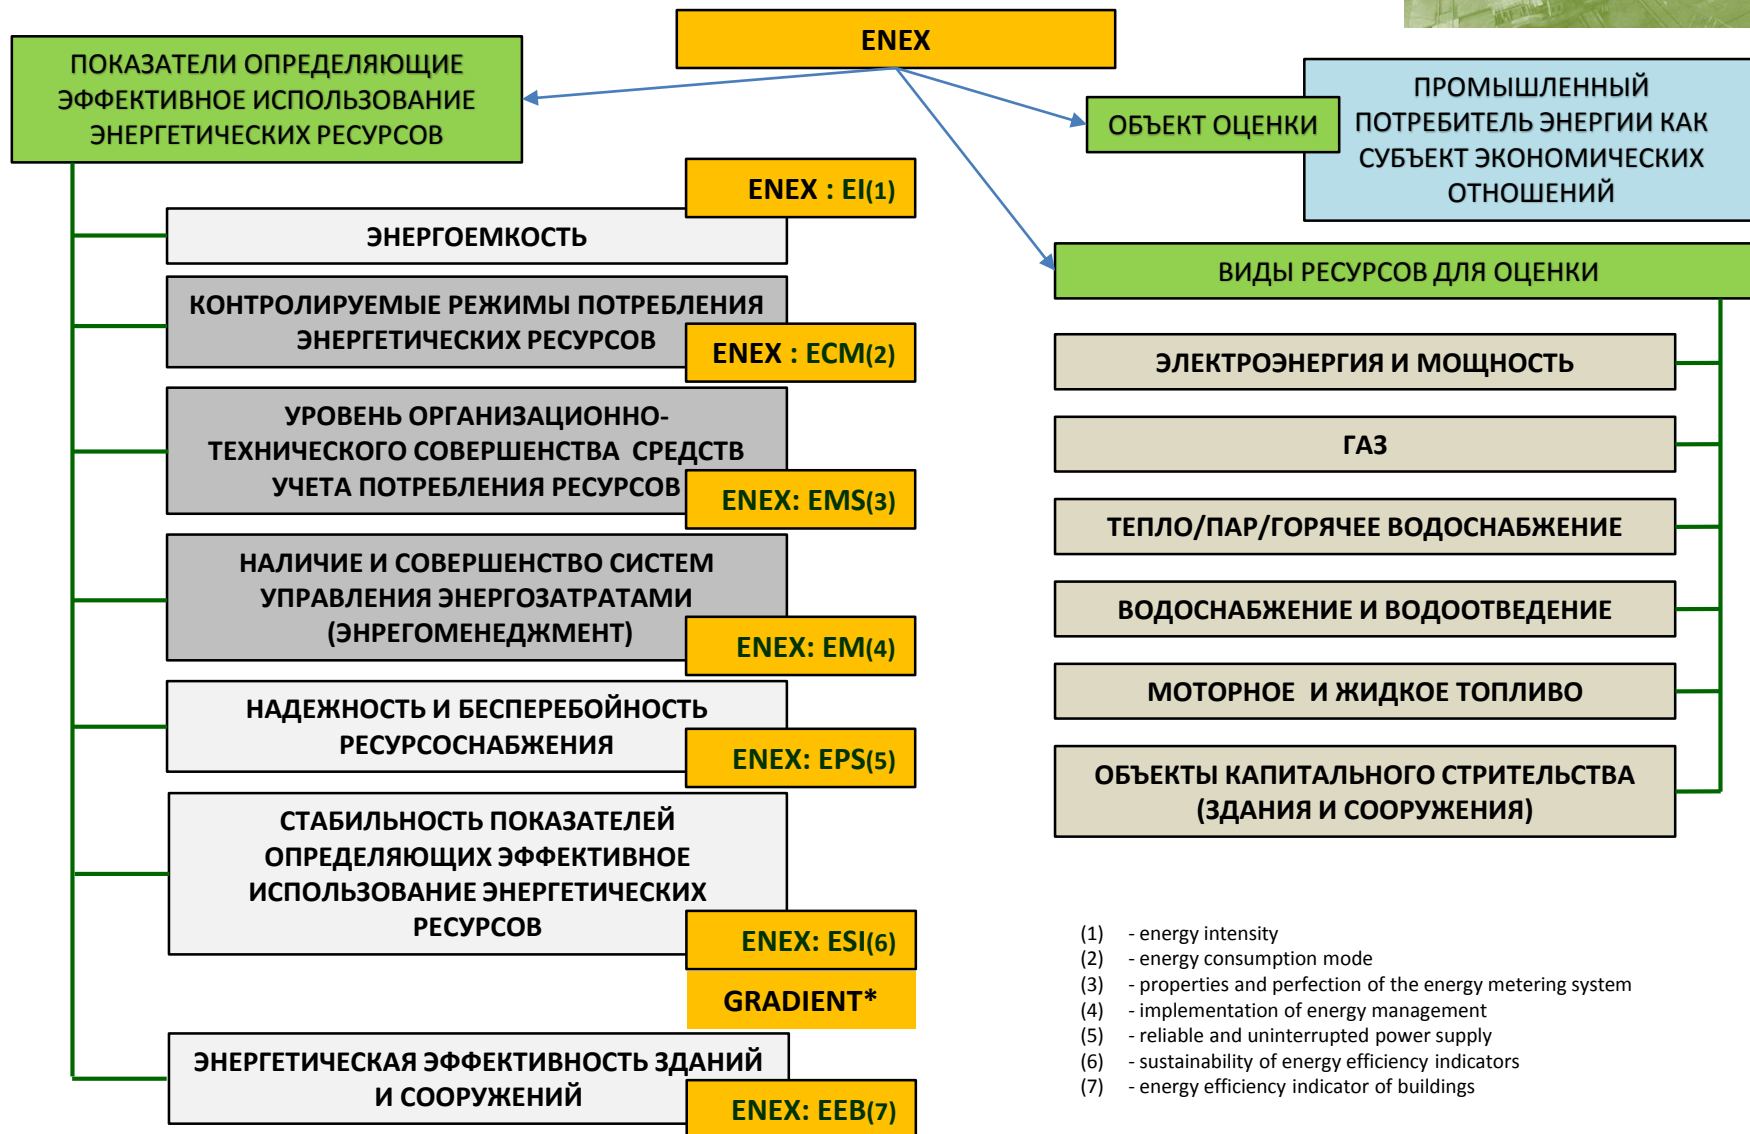 ENEX
ПОКАЗАТЕЛИ ОПРЕДЕЛЯЮЩИЕ
ЭФФЕКТИВНОЕ ИСПОЛЬЗОВАНИЕ
ЭНЕРГЕТИЧЕСКИХ РЕСУРСОВ
ENEX : EI(1)
ЭНЕРГОЕМКОСТЬ
КОНТРОЛИРУЕМЫЕ РЕЖИМЫ ПОТРЕБЛЕНИЯ
ЭНЕРГЕТИЧЕСКИХ РЕСУРСОВ
ENEX : ECM(2)
УРОВЕНЬ ОРГАНИЗАЦИОННО-
ТЕХНИЧЕСКОГО СОВЕРШЕНСТВА СРЕДСТВ
УЧЕТА ПОТРЕБЛЕНИЯ РЕСУРСОВ
ENEX: EMS(3)
НАЛИЧИЕ И СОВЕРШЕНСТВО СИСТЕМ
УПРАВЛЕНИЯ ЭНЕРГОЗАТРАТАМИ
(ЭНРЕГОМЕНЕДЖМЕНТ)
ENEX: EM(4)
НАДЕЖНОСТЬ И БЕСПЕРЕБОЙНОСТЬ
РЕСУРСОСНАБЖЕНИЯ
ENEX: EPS(5)
СТАБИЛЬНОСТЬ ПОКАЗАТЕЛЕЙ
ОПРЕДЕЛЯЮЩИХ ЭФФЕКТИВНОЕ
ИСПОЛЬЗОВАНИЕ ЭНЕРГЕТИЧЕСКИХ
РЕСУРСОВ
ENEX: ESI(6)
GRADIENT*
ЭНЕРГЕТИЧЕСКАЯ ЭФФЕКТИВНОСТЬ ЗДАНИЙ
И СООРУЖЕНИЙ
ENEX: EEB(7)
ОБЪЕКТ ОЦЕНКИ
ПРОМЫШЛЕННЫЙ
ПОТРЕБИТЕЛЬ ЭНЕРГИИ КАК
СУБЪЕКТ ЭКОНОМИЧЕСКИХ
ОТНОШЕНИЙ
ВИДЫ РЕСУРСОВ ДЛЯ ОЦЕНКИ
ЭЛЕКТРОЭНЕРГИЯ И МОЩНОСТЬ
ГАЗ
ТЕПЛО/ПАР/ГОРЯЧЕЕ ВОДОСНАБЖЕНИЕ
ВОДОСНАБЖЕНИЕ И ВОДООТВЕДЕНИЕ
МОТОРНОЕ И ЖИДКОЕ ТОПЛИВО
ОБЪЕКТЫ КАПИТАЛЬНОГО СТРИТЕЛЬСТВА
(ЗДАНИЯ И СООРУЖЕНИЯ)
(1) - energy intensity
(2) - energy consumption mode
(3) - properties and perfection of the energy metering system
(4) - implementation of energy management
(5) - reliable and uninterrupted power supply
(6) - sustainability of energy efficiency indicators
(7) - energy efficiency indicator of buildings